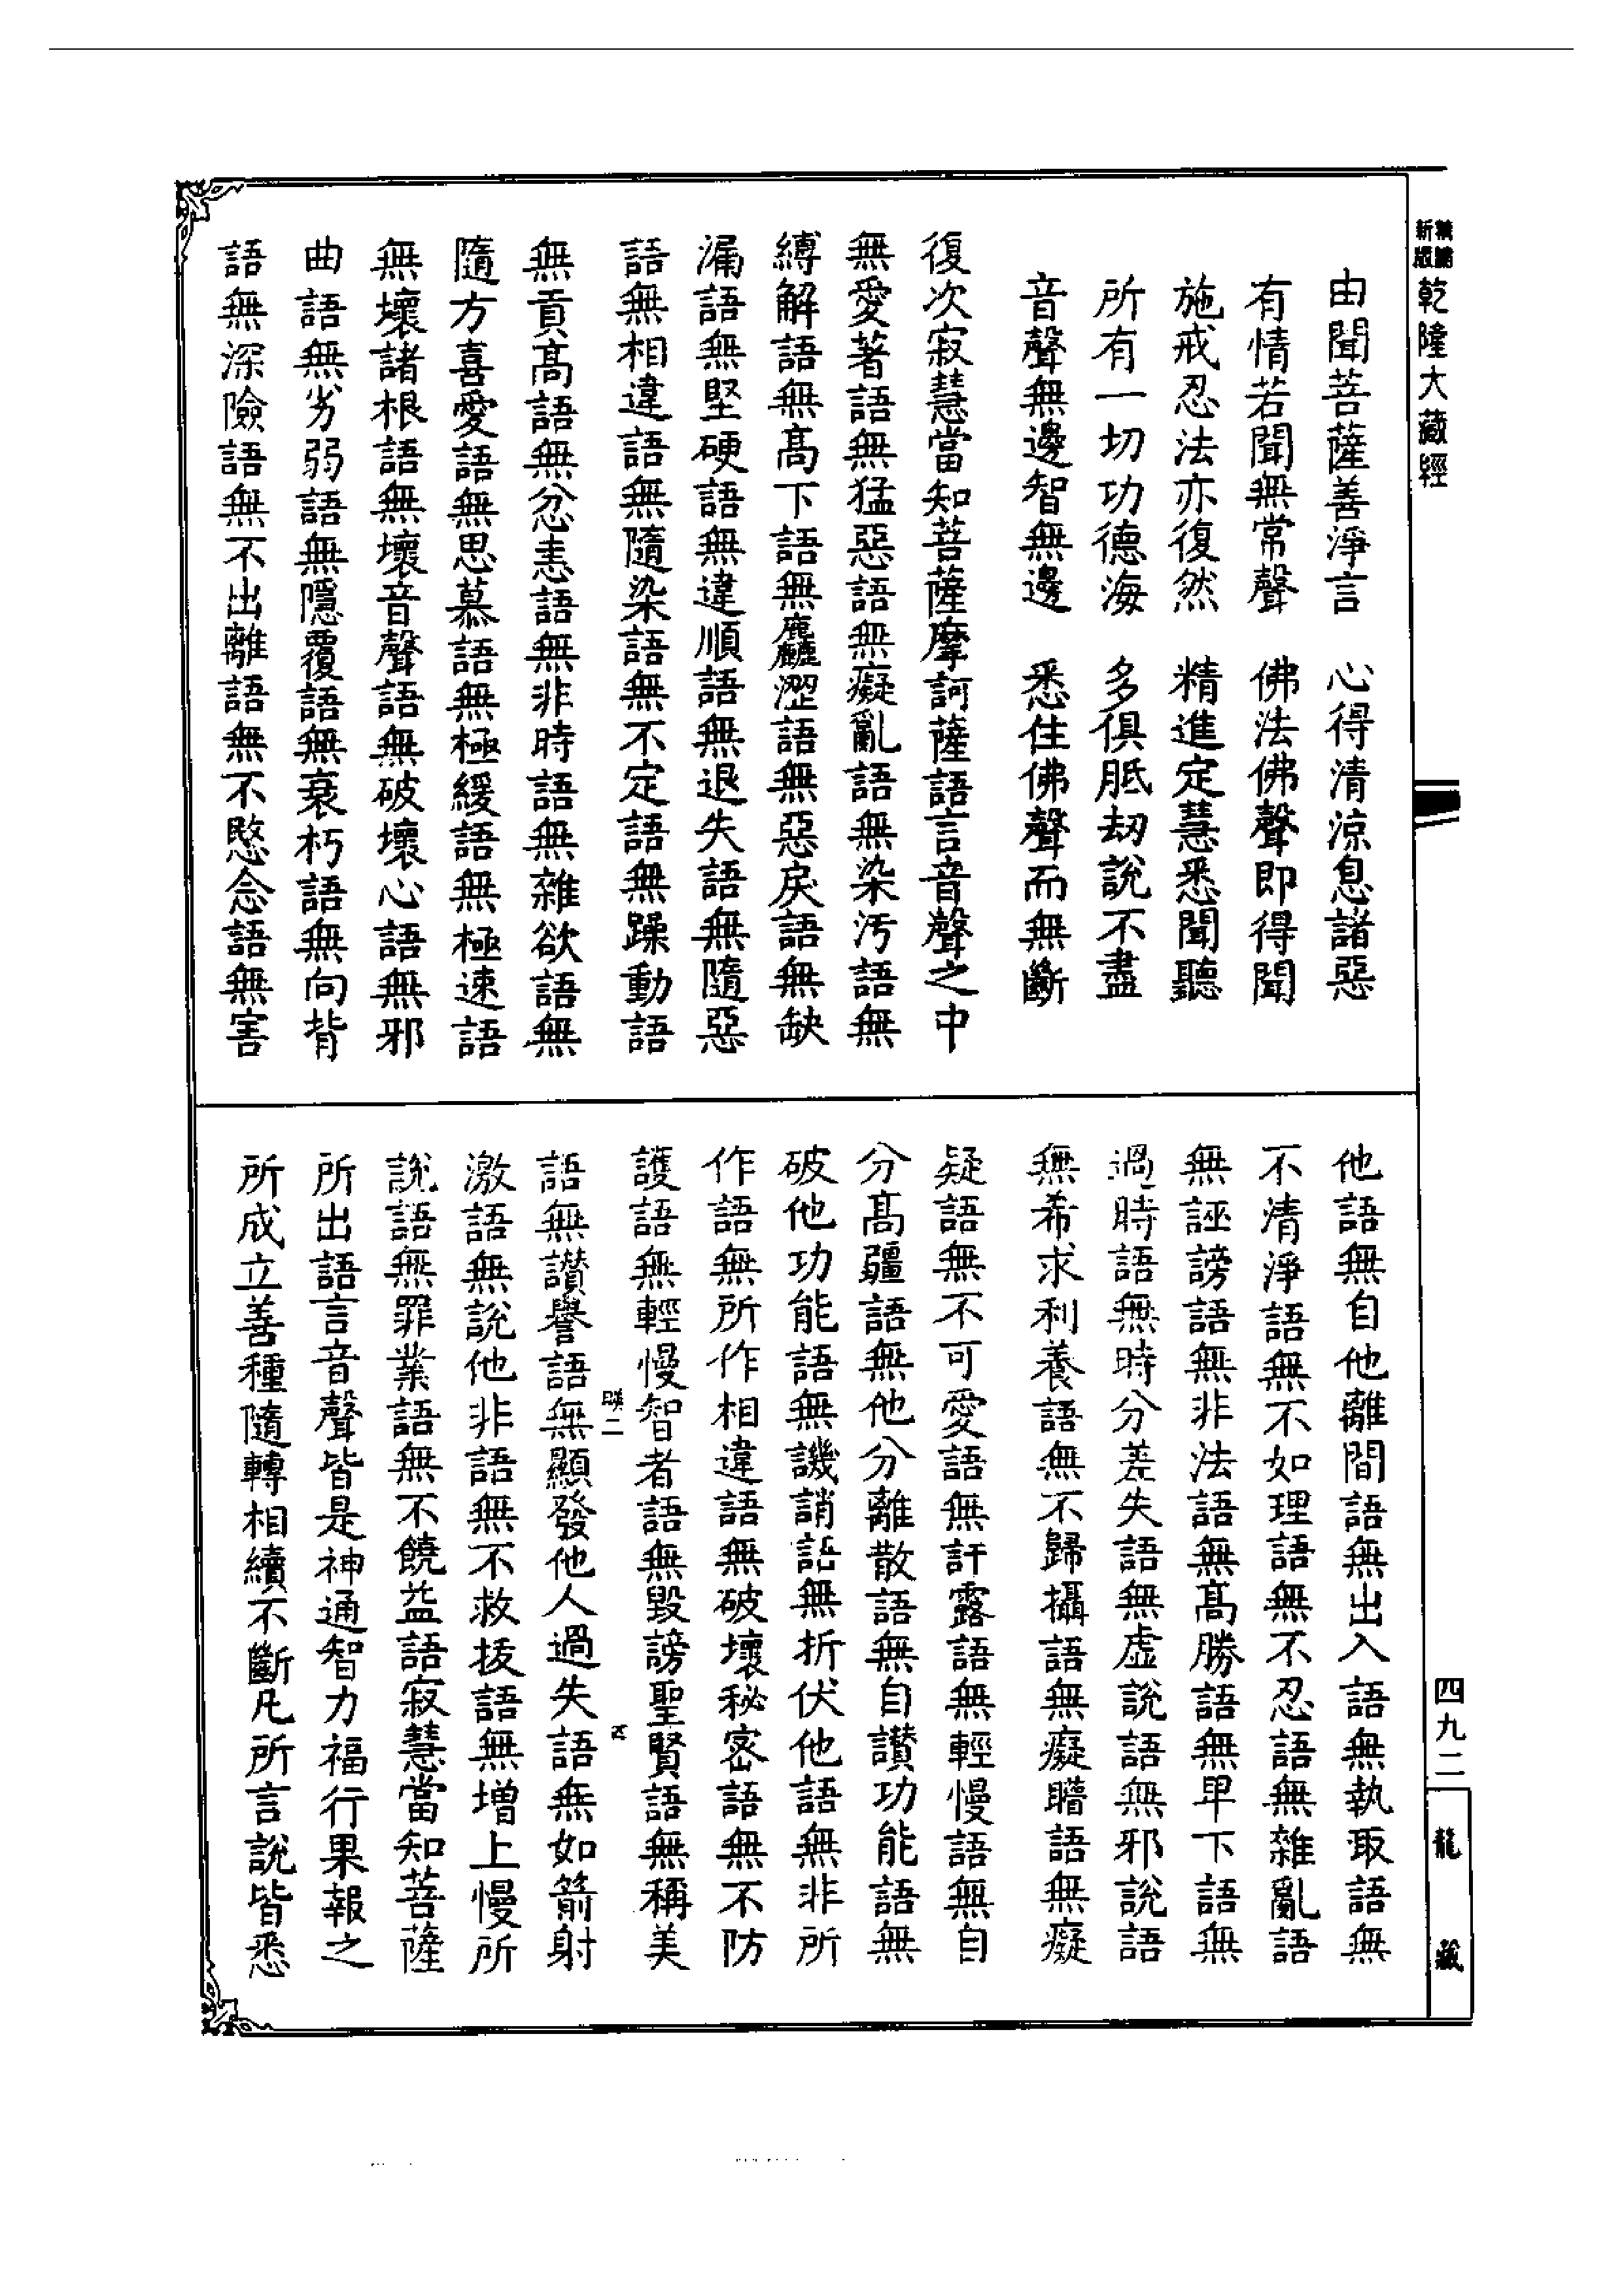 新版
乾隆大藏經
由聞菩薩善淨言　心得清涼息諸惡
有情若聞無常聲　佛法佛聲即得聞
施戒忍法亦復然　精進定慧悉聞聽
所有一切功德海　多俱胝劫說不盡
音聲無邊智無邊　悉住佛聲而無斷
復次寂慧當知菩薩摩訶薩語言音聲之中
無愛著語無猛惡語無癡亂語無染污語無
縛解語無高下語無麤澀語無惡戾語無缺
漏語無堅硬語無違順語無退失語無隨惡
語無相違語無隨染語無不定語無躁動語
無貢高語無忿恚語無非時語無雜欲語無
隨方喜愛語無思慕語無極緩語無極速語
無壞諸根語無壞音聲語無破壞心語無邪
曲語無劣弱語無隱覆語無衰朽語無向背
語無深險語無不出離語無不愍念語無害
他語無自他離間語無出入語無執取語無
不清淨語無不如理語無不忍語無雜亂語
無誣謗語無非法語無高勝語無卑下語無
過時語無時分差失語無虛說語無邪說語
無希求利養語無不歸攝語無癡瞪語無癡
疑語無不可愛語無訐露語無輕慢語無自
分高彊語無他分離散語無自讚功能語無
破他功能語無譏誚語無折伏他語無非所
作語無所作相違語無破壞秘密語無不防
護語無輕慢智者語無毀謗聖賢語無稱美
語無讚譽語無顯發他人過失語無如箭射
激語無說他非語無不救拔語無增上慢所
說語無罪業語無不饒益語寂慧當知菩薩
所出語言音聲皆是神通智力福行果報之
所成立善種隨轉相續不斷凡所言說皆悉
四九二
龍藏